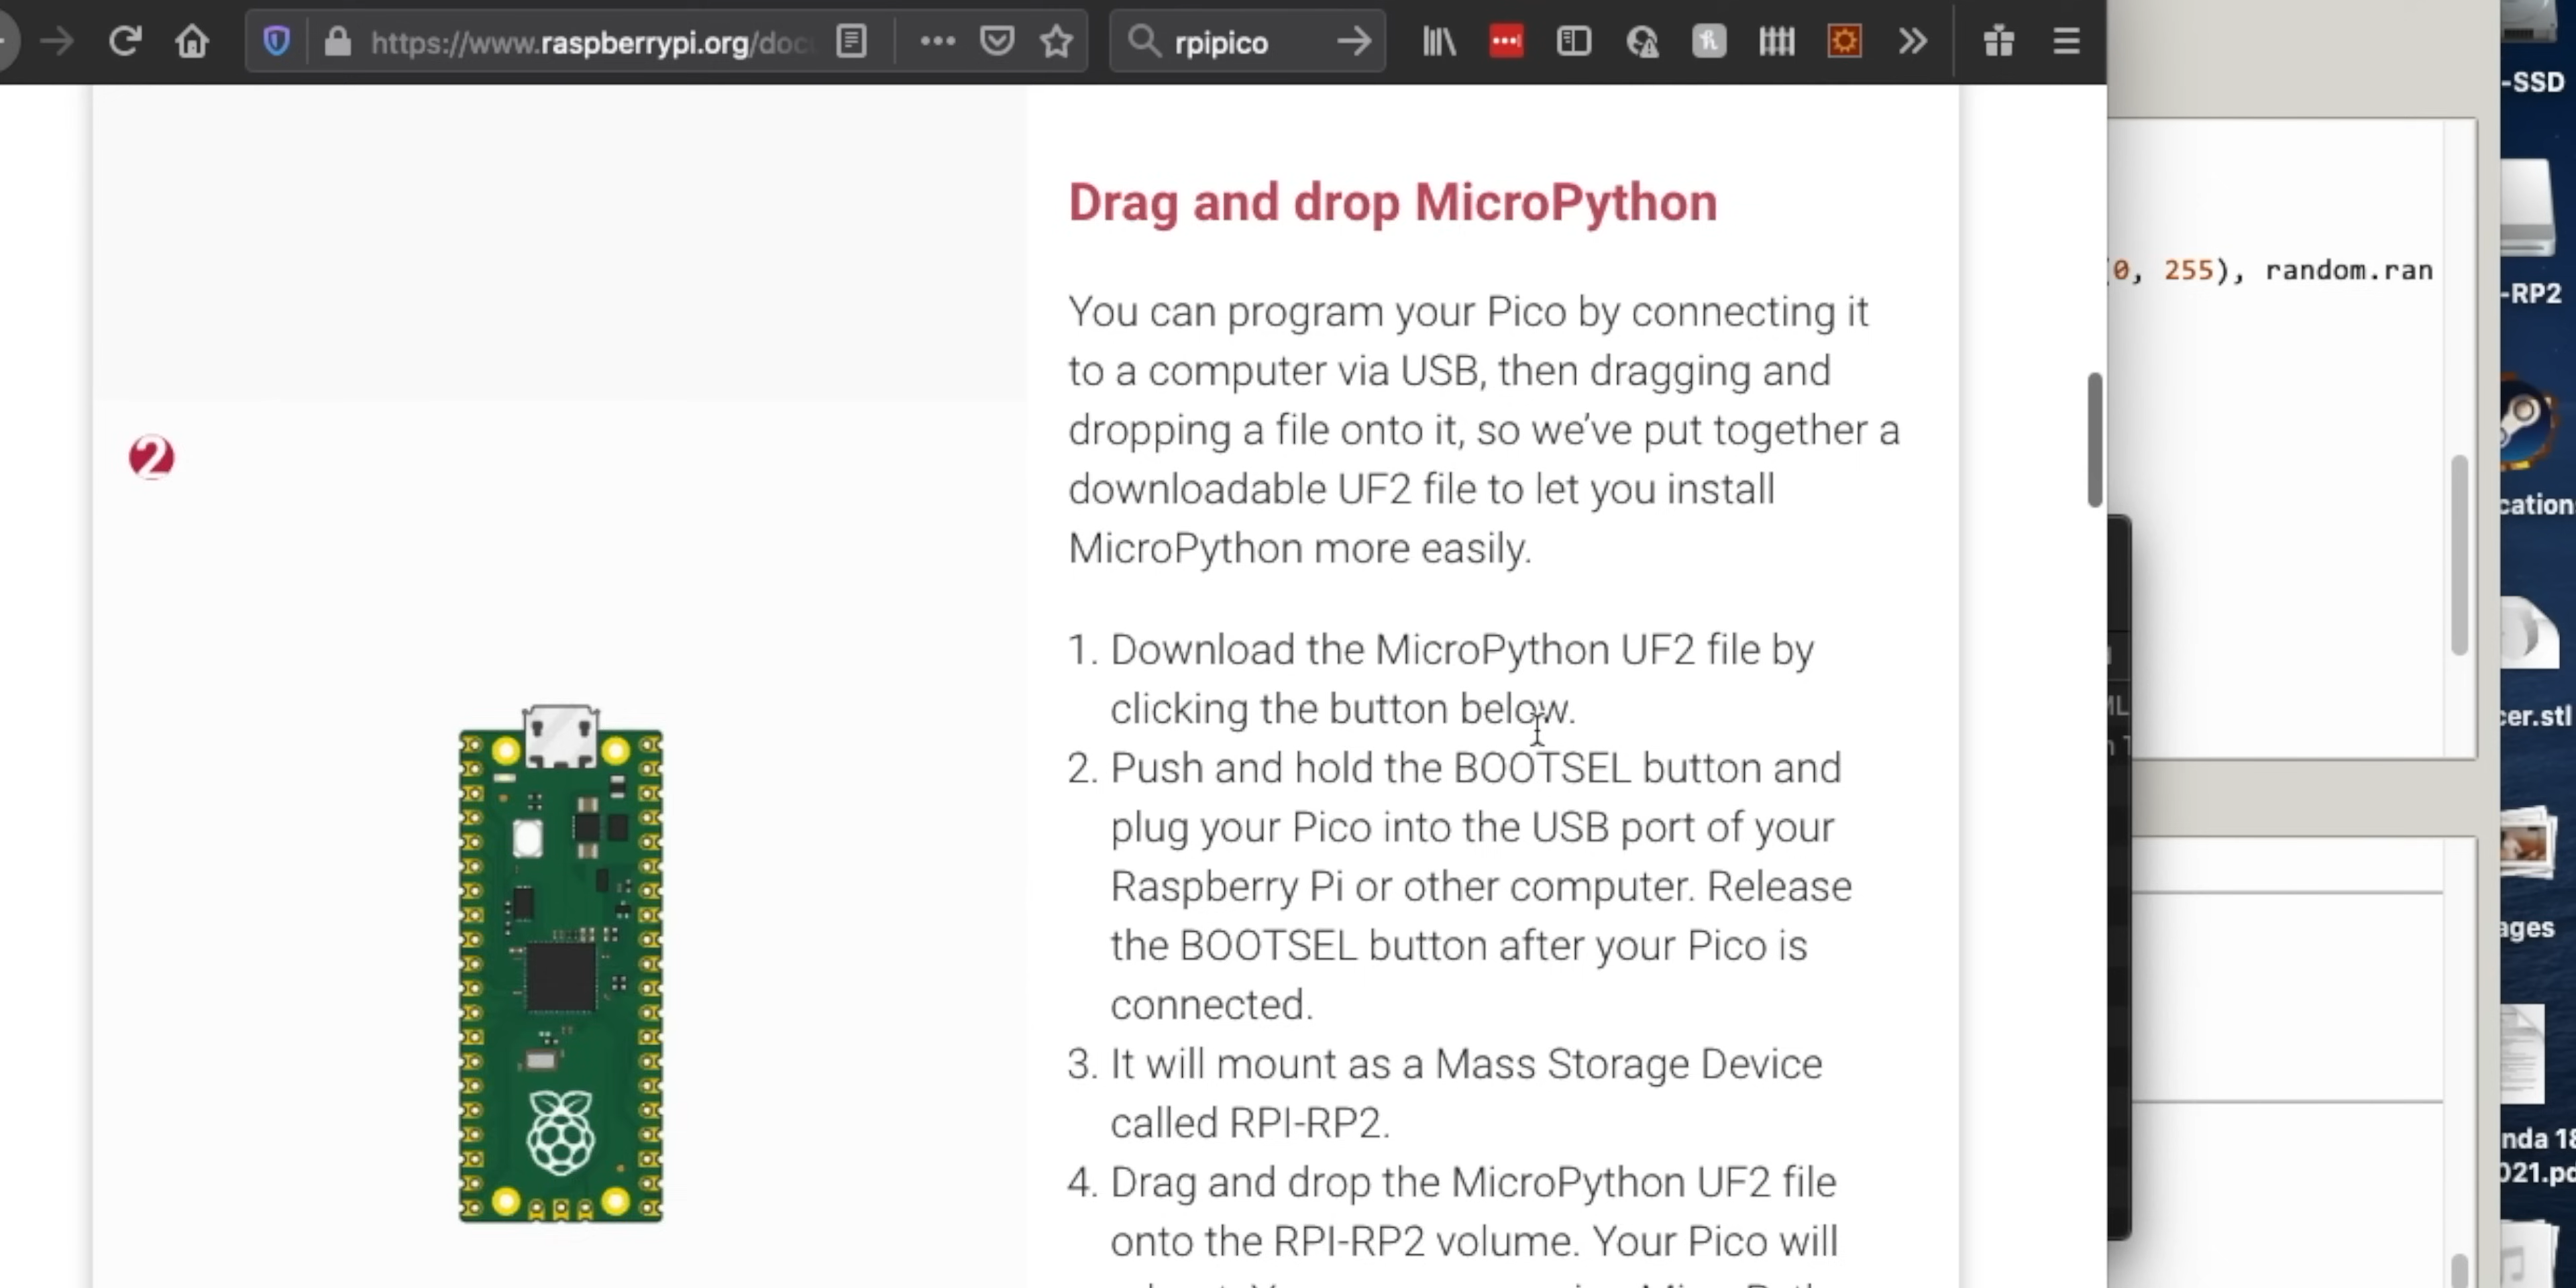 https://www.raspberrypi.org/doc
rpipico
-SSD
Drag and drop MicroPython
0, 255), random.ran
-RP2
You can program your Pico by connecting it
to a computer via USB, then dragging and
dropping a file onto it, so we’ve put together a
downloadable UF2 file to let you install
MicroPython more easily.
cation
2
1. Download the MicroPython UF2 file by
clicking the button below.
cer.stl
2. Push and hold the BOOTSEL button and
plug your Pico into the USB port of your
Raspberry Pi or other computer. Release
the BOOTSEL button after your Pico is
connected.
ages
3. It will mount as a Mass Storage Device
called RPI-RP2.
nda 18
021.pd
4. Drag and drop the MicroPython UF2 file
onto the RPI-RP2 volume. Your Pico will